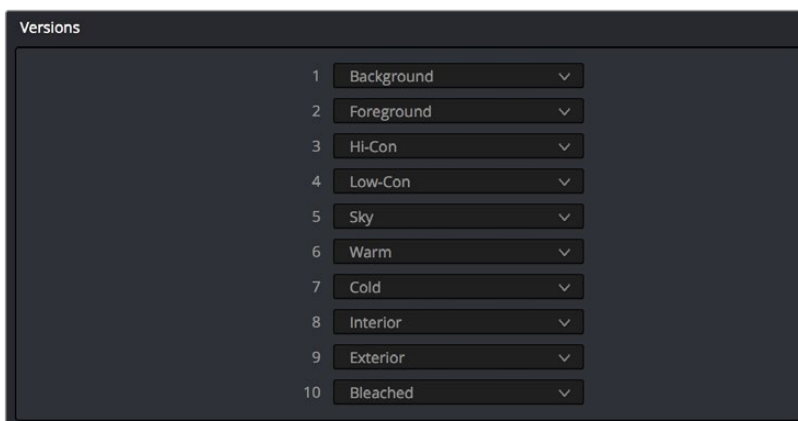 Versions
1 Background
2 Foreground
3 Hi-Con
4 Low-Con
5 Sky
6 Warm
7 Cold
8 Interior
9 Exterior
10 Bleached